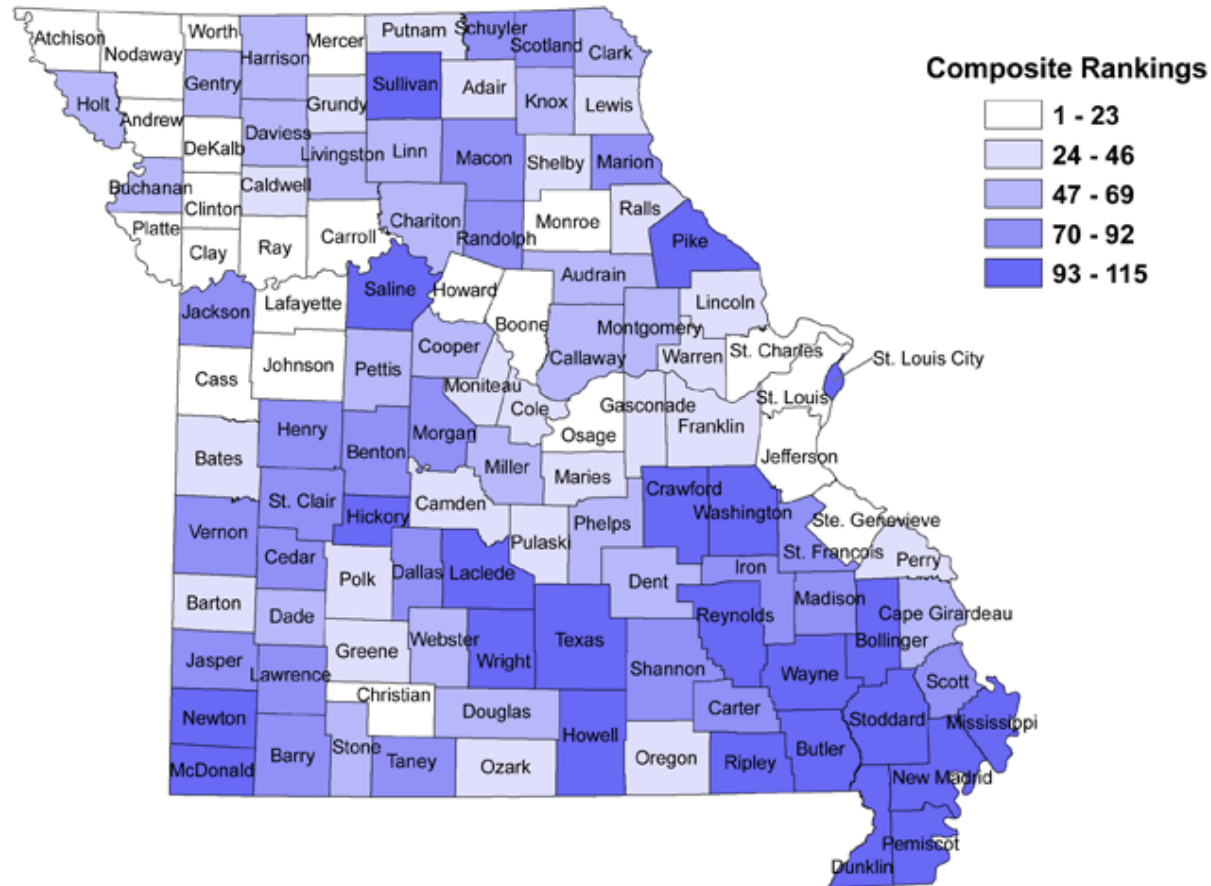 Atchison
Nodaway
Worth
Harrison
Mercer
Putnam
Schuyler
Scotland
Clark
Holt
Gentry
Grundy
Sullivan
Adair
Knox
Lewis
Andrew
DeKalb
Daviess
Livingston
Linn
Macon
Shelby
Marion
Buchanan
Clinton
Caldwell
Platte
Clay
Ray
Carroll
Chariton
Randolph
Monroe
Ralls
Pike
Jackson
Lafayette
Saline
Howard
Boone
Audrain
Lincoln
Montgomery
Cass
Johnson
Pettis
Cooper
Callaway
Warren
St. Charles
St. Louis City
Moniteau
Cole
Gasconade
St. Louis
Henry
Morgan
Osage
Franklin
Bates
Benton
Miller
Maries
Jefferson
St. Clair
Hickory
Camden
Crawford
Washington
Vernon
Cedar
Polk
Dallas
Laclede
Pulaski
Phelps
Ste. Genevieve
St. Francois
Perry
Barton
Dade
Dent
Iron
Madison
Cape Girardeau
Jasper
Lawrence
Greene
Webster
Wright
Texas
Reynolds
Bollinger
Shannon
Wayne
Scott
Newton
Christian
Douglas
Howell
Carter
Stoddard
Mississippi
McDonald
Barry
Stone
Taney
Ozark
Oregon
Ripley
Butler
New Madrid
Pemiscot
Dunklin
Composite Rankings
1 - 23
24 - 46
47 - 69
70 - 92
93 - 115